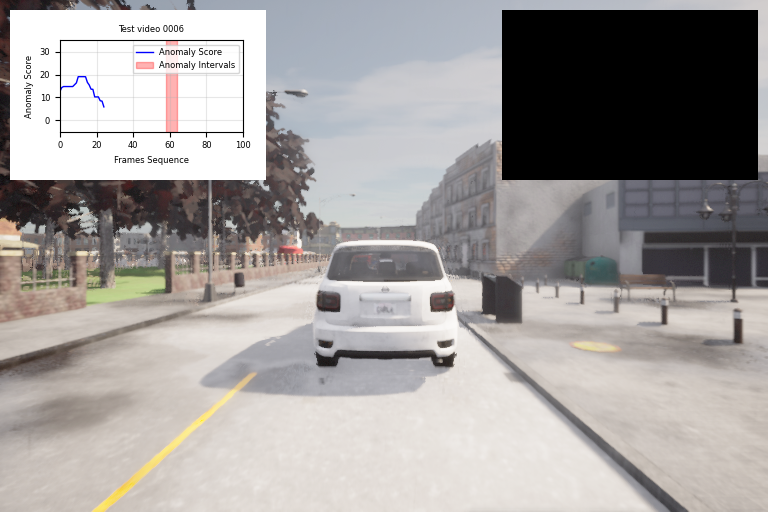 Test video 0006
Anomaly Score
Anomaly Intervals
Anomaly Score
30
20
10
0
0 20 40 60 80 100
Frames Sequence